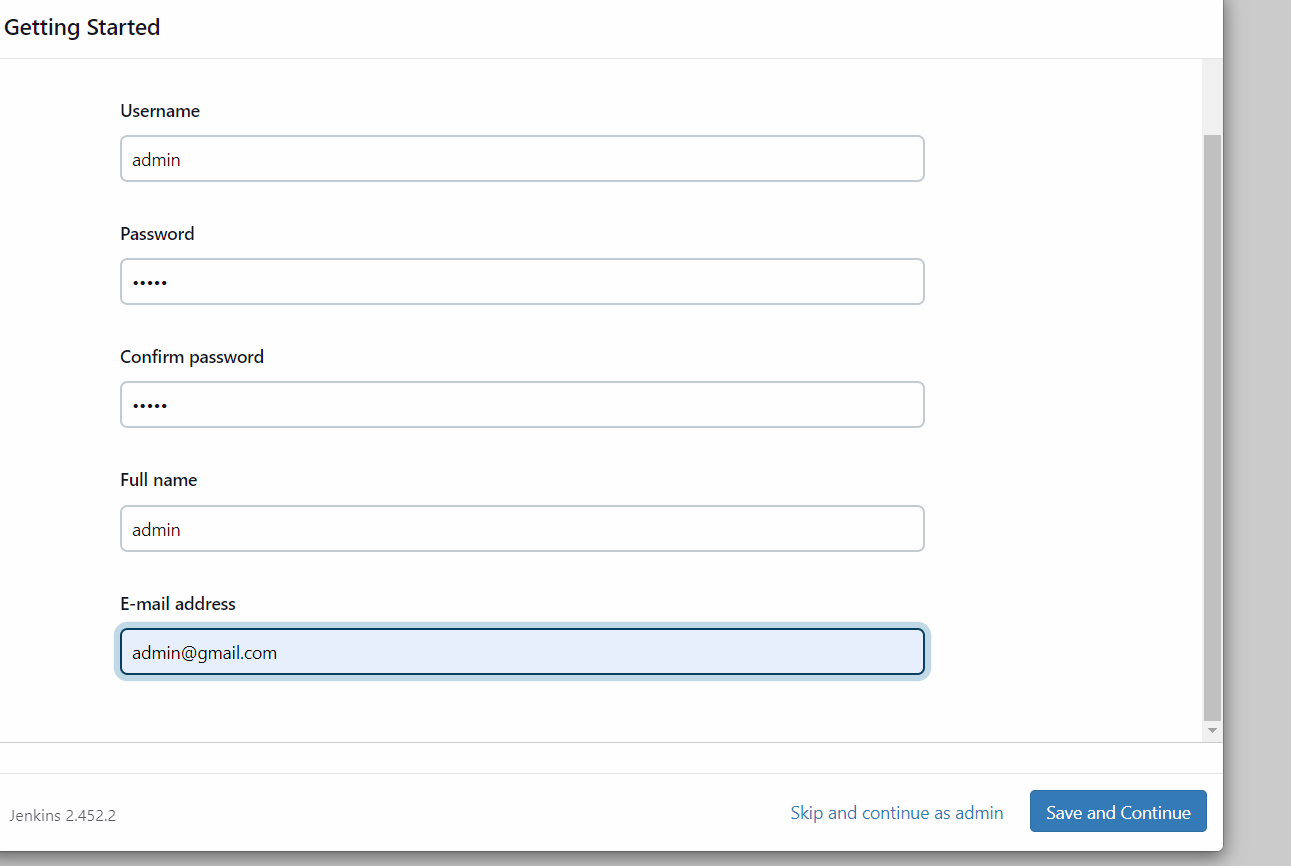 Getting Started
Username
admin
Password
•••••
Confirm password
•••••
Full name
admin
E-mail address
admin@gmail.com
Jenkins 2.452.2
Skip and continue as admin
Save and Continue